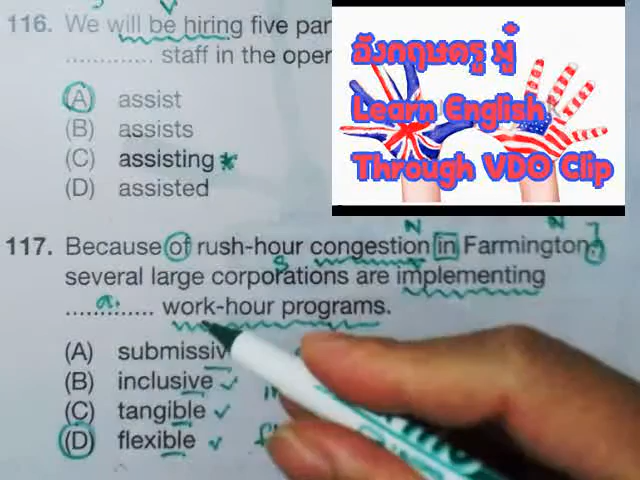 116. We will be hiring five par
............. staff in the oper
(A) assist
(B) assists
(C) assisting
(D) assisted
อังกฤษครู มู๋
Learn English
Through VDO Clip
N N
117. Because of rush-hour congestion in Farmington,
S
several large corporations are implementing
a.
............. work-hour programs.
(A) submissiv
(B) inclusive ✓
(C) tangible ✓
(D) flexible ✓